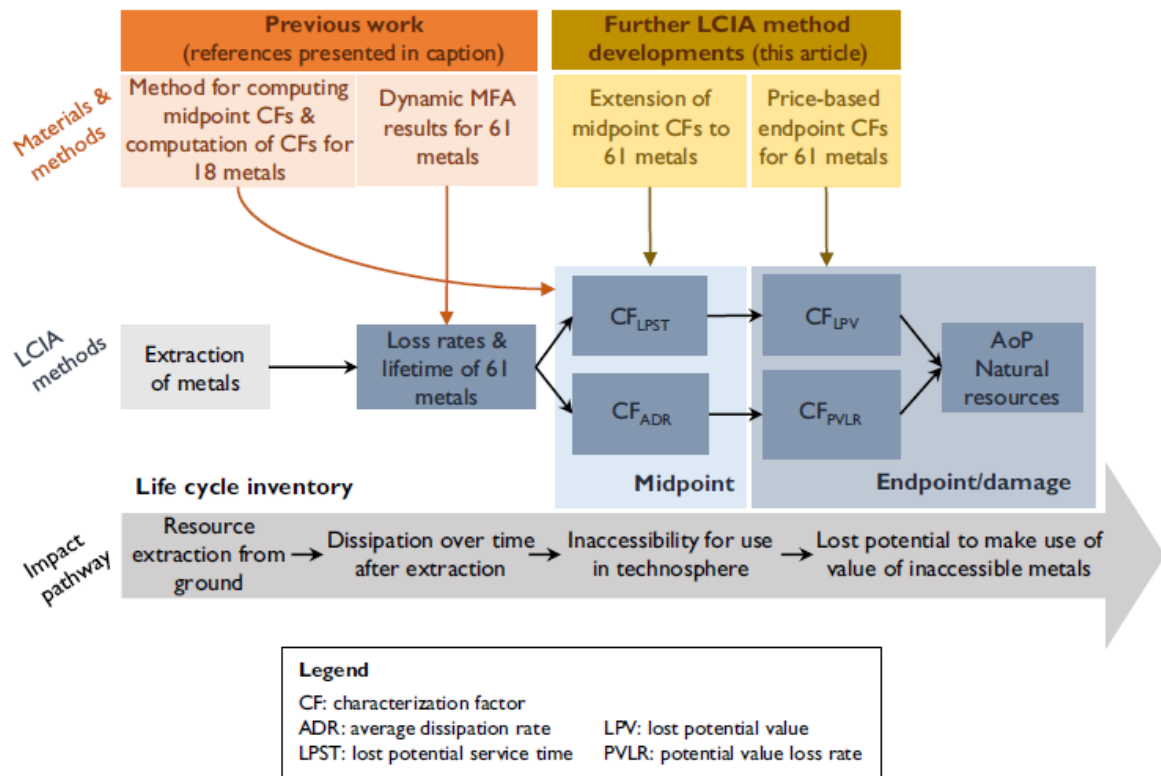 Previous work
(references presented in caption)
Further LCIA method
developments (this article)
Materials &
methods
Method for computing
midpoint CFs &
computation of CFs for
18 metals
Dynamic MFA
results for 61
metals
Extension of
midpoint CFs to
61 metals
Price-based
endpoint CFs
for 61 metals
LCIA
methods
Extraction
of metals
Loss rates &
lifetime of 61
metals
CF_LPST
CF_ADR
CF_LPV
CF_PVLR
AoP
Natural
resources
Life cycle inventory
Midpoint
Endpoint/damage
Impact
pathway
Resource
extraction from
ground
Dissipation over time
after extraction
Inaccessibility for use
in technosphere
Lost potential to make use of
value of inaccessible metals
Legend
CF: characterization factor
ADR: average dissipation rate LPV: lost potential value
LPST: lost potential service time PVLR: potential value loss rate